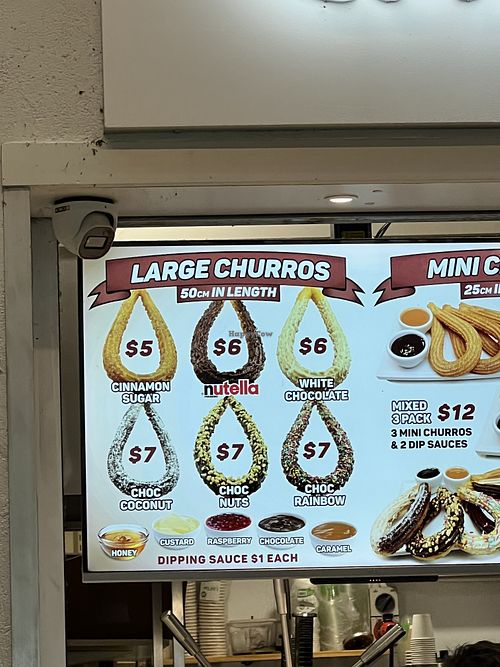 LARGE CHURROS
50CM IN LENGTH
$5
CINNAMON
SUGAR
$6
nutella
$6
WHITE
CHOCOLATE
$7
CHOC
COCONUT
$7
CHOC
NUTS
$7
CHOC
RAINBOW
HONEY
CUSTARD
RASPBERRY
CHOCOLATE
CARAMEL
DIPPING SAUCE $1 EACH
MINI C
25CM I
MIXED
3 PACK $12
3 MINI CHURROS
& 2 DIP SAUCES
HappyCow